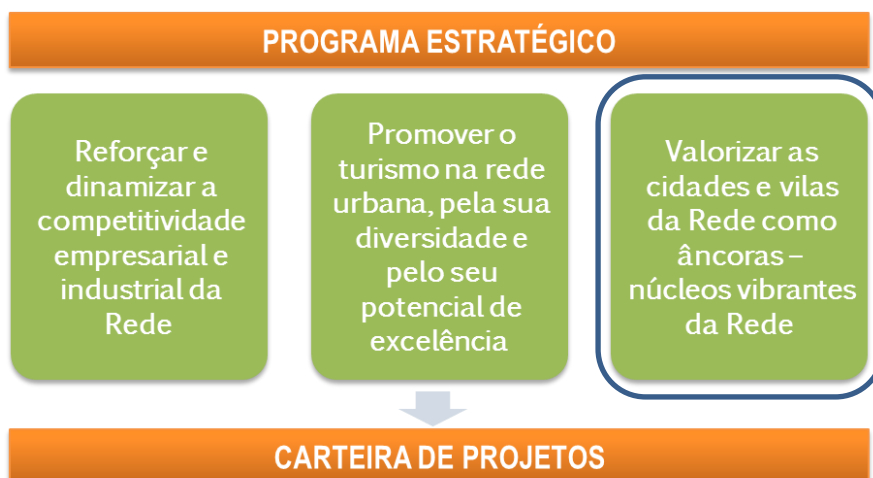 PROGRAMA ESTRATÉGICO
Reforçar e
dinamizar a
competitividade
empresarial e
industrial da
Rede
Promover o
turismo na rede
urbana, pela sua
diversidade e
pelo seu
potencial de
excelência
Valorizar as
cidades e vilas
da Rede como
âncoras –
núcleos vibrantes
da Rede
CARTEIRA DE PROJETOS